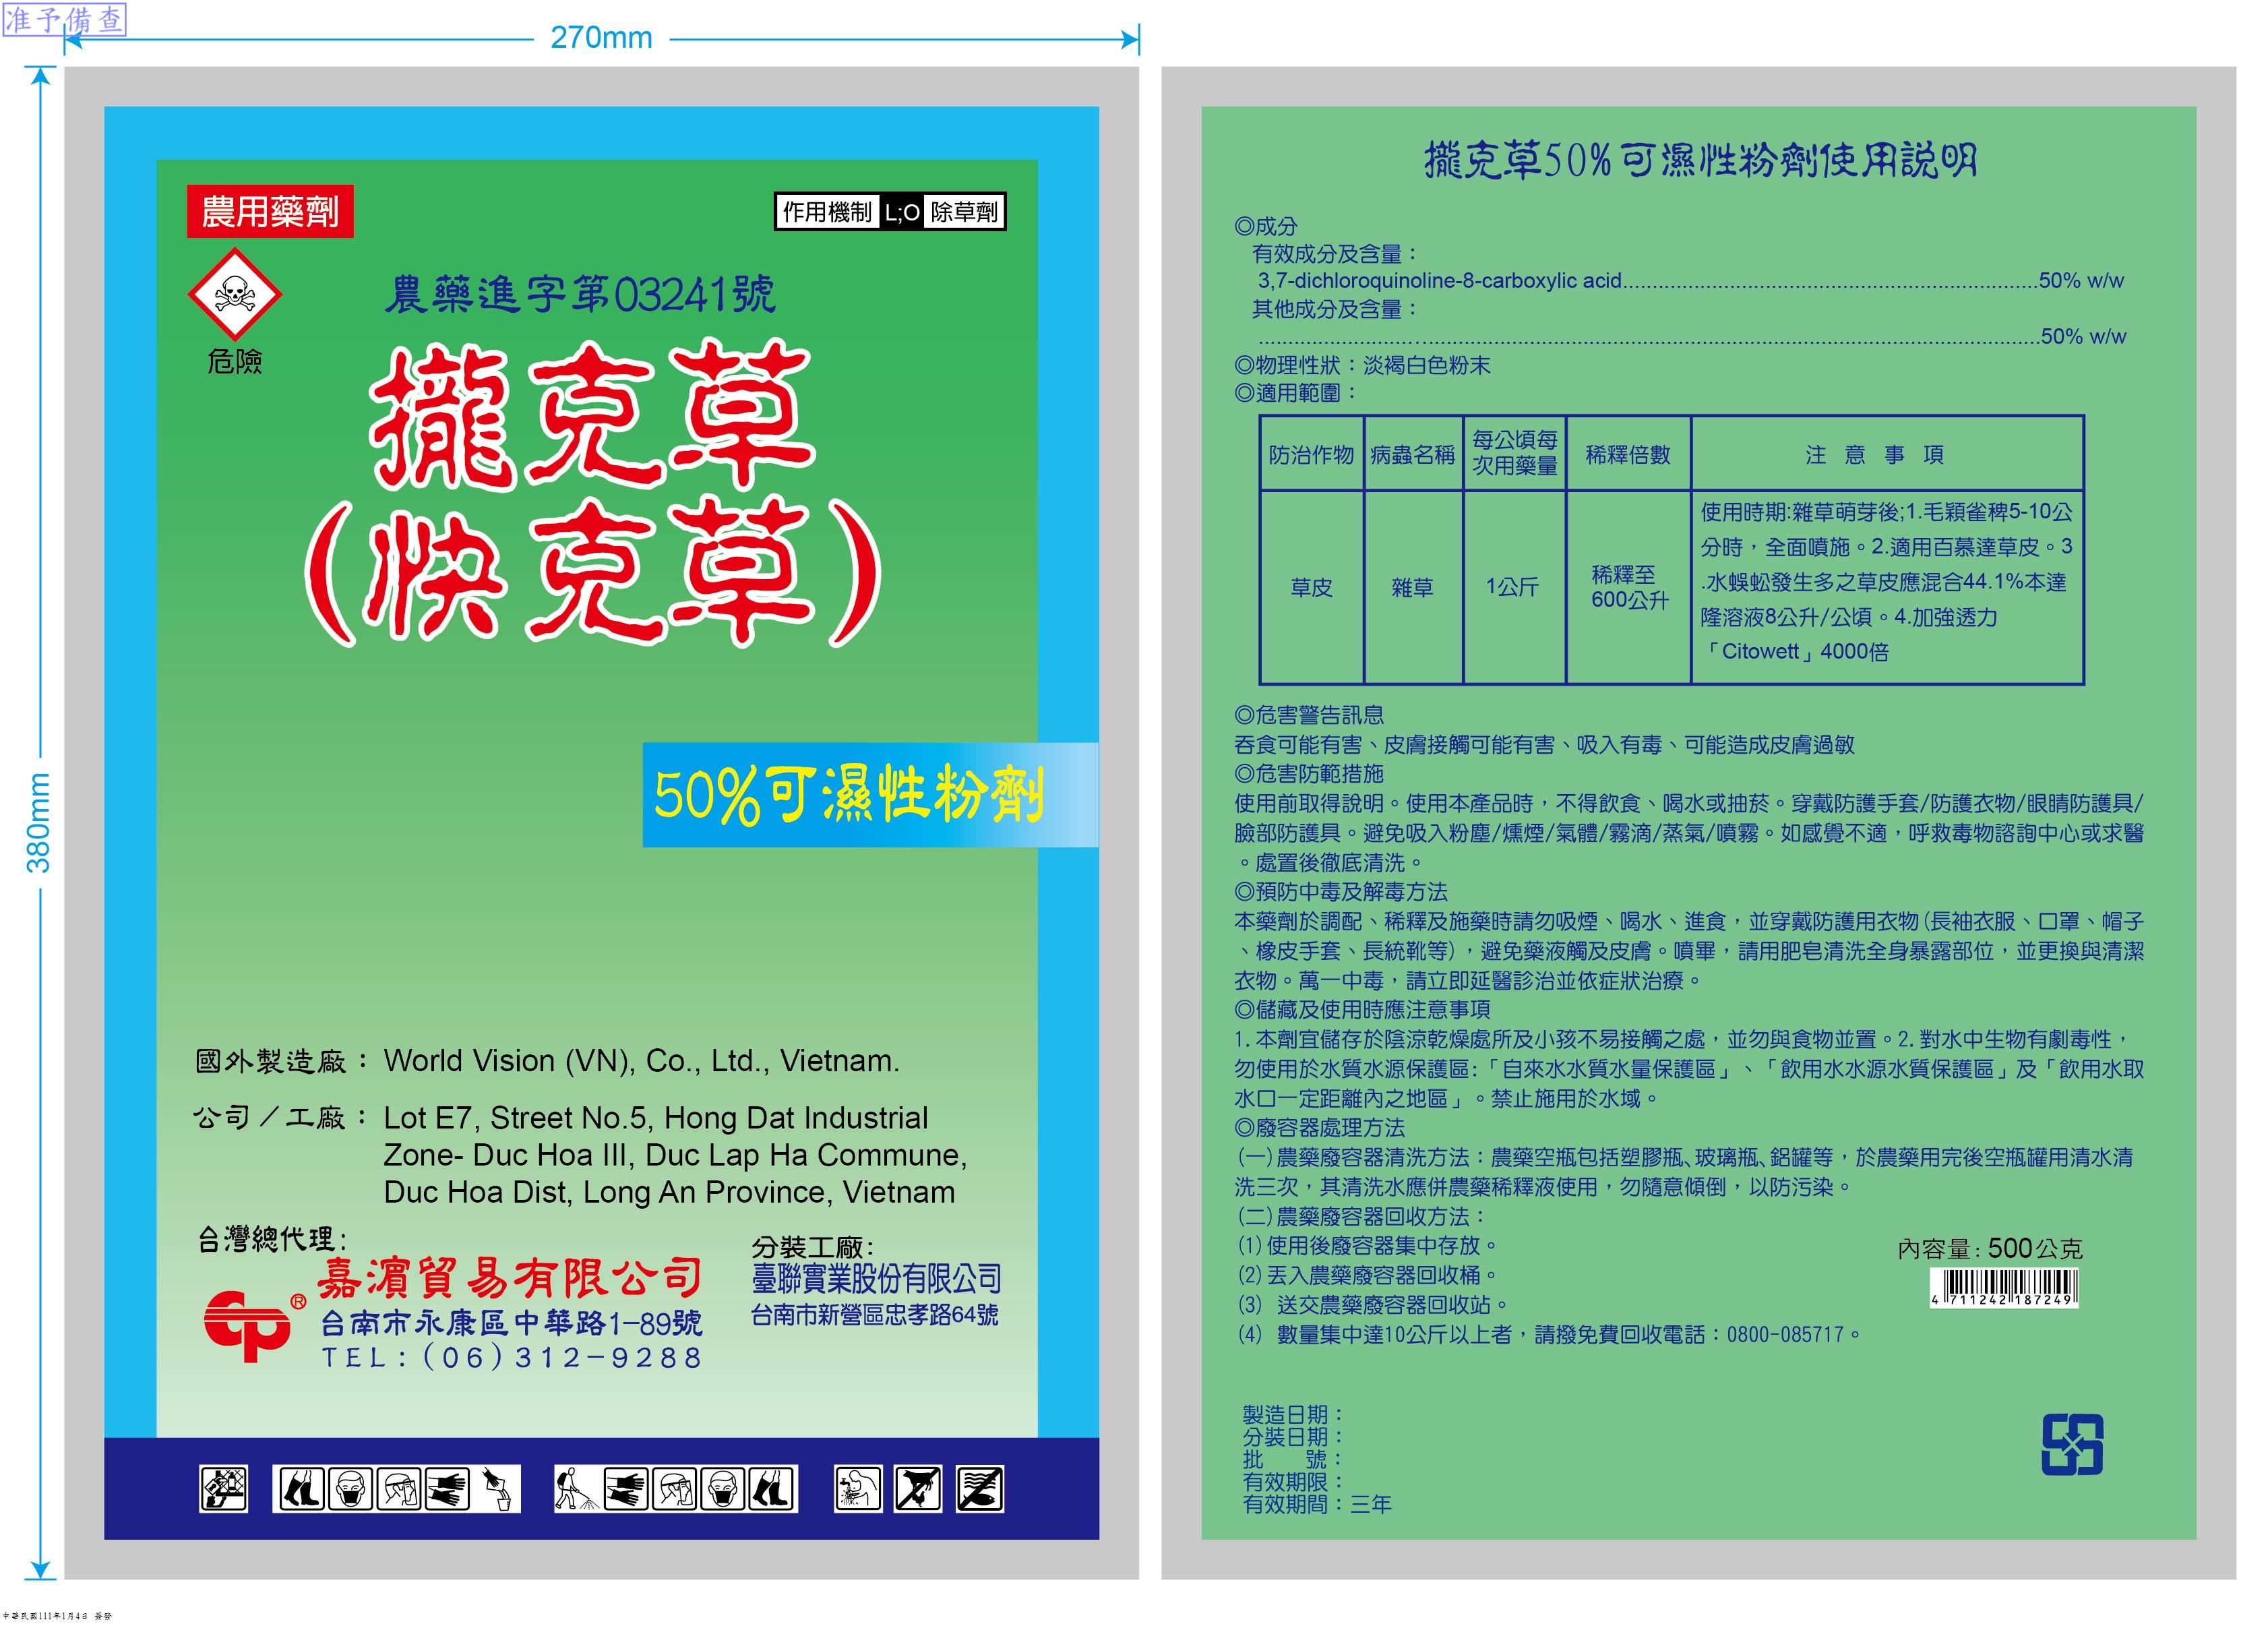 准予備查
270mm
380mm
農用藥劑
作用機制 L;O 除草劑
危險
農藥進字第03241號
攏克草
(快克草)
50%可濕性粉劑
國外製造廠： World Vision (VN), Co., Ltd., Vietnam.
公司／工廠： Lot E7, Street No.5, Hong Dat Industrial
Zone- Duc Hoa III, Duc Lap Ha Commune,
Duc Hoa Dist, Long An Province, Vietnam
台灣總代理:
嘉濵貿易有限公司
台南市永康區中華路1-89號
TEL:(06)312-9288
cp®
分裝工廠:
臺聯實業股份有限公司
台南市新營區忠孝路64號
攏克草50%可濕性粉劑使用説明
◎成分
有效成分及含量：
3,7-dichloroquinoline-8-carboxylic acid......................................................................50% w/w
其他成分及含量：
....................................................................................................................................50% w/w
◎物理性狀：淡褐白色粉末
◎適用範圍：
防治作物 病蟲名稱 每公頃每 稀釋倍數 注 意 事 項
次用藥量
草皮 雜草 1公斤 稀釋至
600公升
使用時期:雜草萌芽後;1.毛穎雀稗5-10公
分時，全面噴施。2.適用百慕達草皮。3
.水蜈蚣發生多之草皮應混合44.1%本達
隆溶液8公升/公頃。4.加強透力
「Citowett」4000倍
◎危害警告訊息
吞食可能有害、皮膚接觸可能有害、吸入有毒、可能造成皮膚過敏
◎危害防範措施
使用前取得說明。使用本產品時，不得飲食、喝水或抽菸。穿戴防護手套/防護衣物/眼睛防護具/
臉部防護具。避免吸入粉塵/燻煙/氣體/霧滴/蒸氣/噴霧。如感覺不適，呼救毒物諮詢中心或求醫
。處置後徹底清洗。
◎預防中毒及解毒方法
本藥劑於調配、稀釋及施藥時請勿吸煙、喝水、進食，並穿戴防護用衣物(長袖衣服、口罩、帽子
、橡皮手套、長統靴等)，避免藥液觸及皮膚。噴畢，請用肥皂清洗全身暴露部位，並更換與清潔
衣物。萬一中毒，請立即延醫診治並依症狀治療。
◎儲藏及使用時應注意事項
1.本劑宜儲存於陰涼乾燥處所及小孩不易接觸之處，並勿與食物並置。2.對水中生物有劇毒性，
勿使用於水質水源保護區:「自來水水質水量保護區」、「飲用水水源水質保護區」及「飲用水取
水口一定距離內之地區」。禁止施用於水域。
◎廢容器處理方法
(一)農藥廢容器清洗方法：農藥空瓶包括塑膠瓶、玻璃瓶、鋁罐等，於農藥用完後空瓶罐用清水清
洗三次，其清洗水應併農藥稀釋液使用，勿隨意傾倒，以防污染。
(二)農藥廢容器回收方法：
(1)使用後廢容器集中存放。
(2)丟入農藥廢容器回收桶。
(3) 送交農藥廢容器回收站。
(4) 數量集中達10公斤以上者，請撥免費回收電話：0800-085717。
內容量: 500公克
4 711242 187249
製造日期：
分裝日期：
批　　號：
有效期限：
有效期間：三年
中華民國111年1月4日 簽發